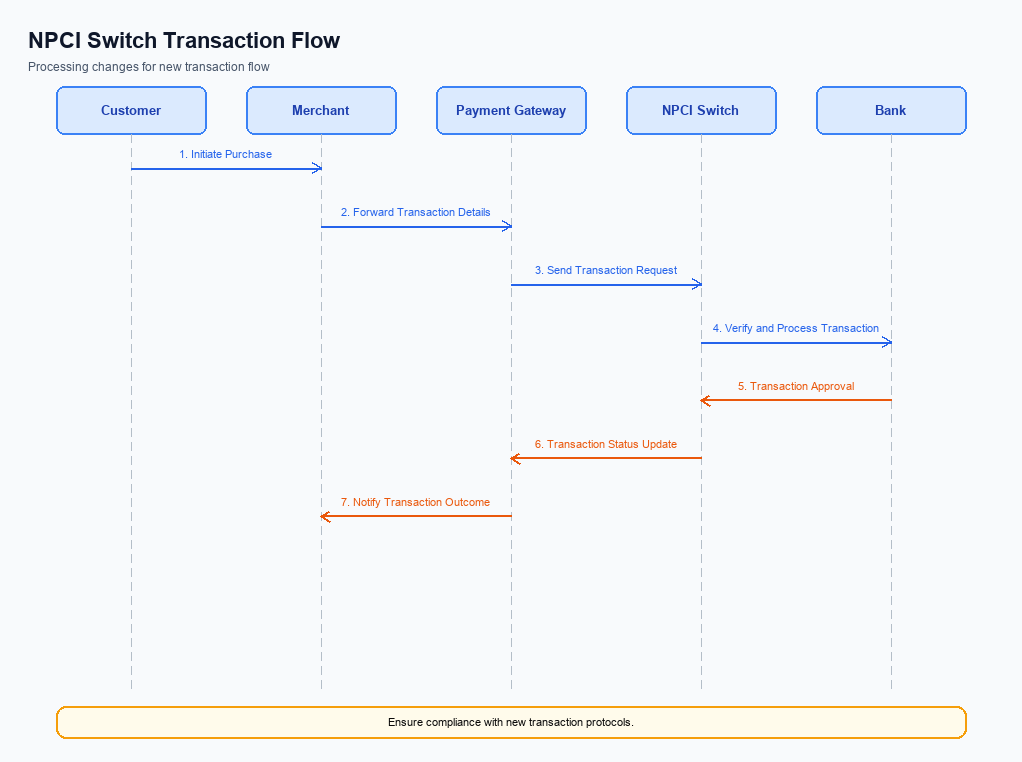 NPCI Switch Transaction Flow
Processing changes for new transaction flow
Customer
Merchant
Payment Gateway
NPCI Switch
Bank
1. Initiate Purchase
2. Forward Transaction Details
3. Send Transaction Request
4. Verify and Process Transaction
5. Transaction Approval
6. Transaction Status Update
7. Notify Transaction Outcome
Ensure compliance with new transaction protocols.